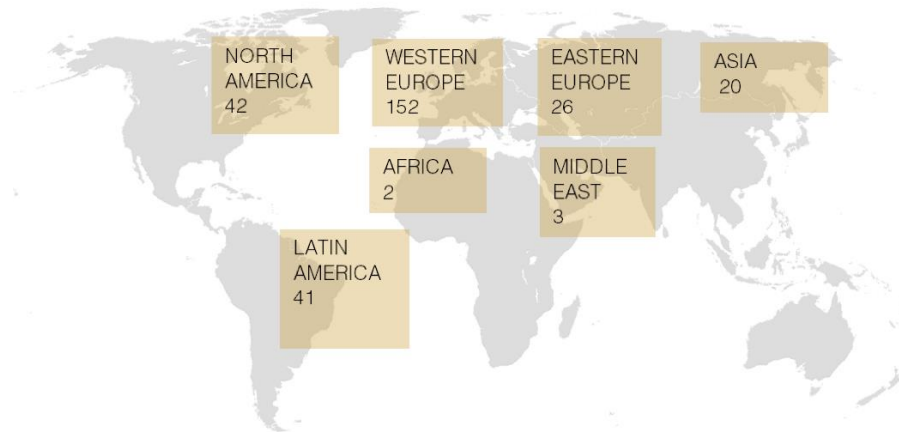 NORTH
AMERICA
42
WESTERN
EUROPE
152
EASTERN
EUROPE
26
ASIA
20
AFRICA
2
MIDDLE
EAST
3
LATIN
AMERICA
41